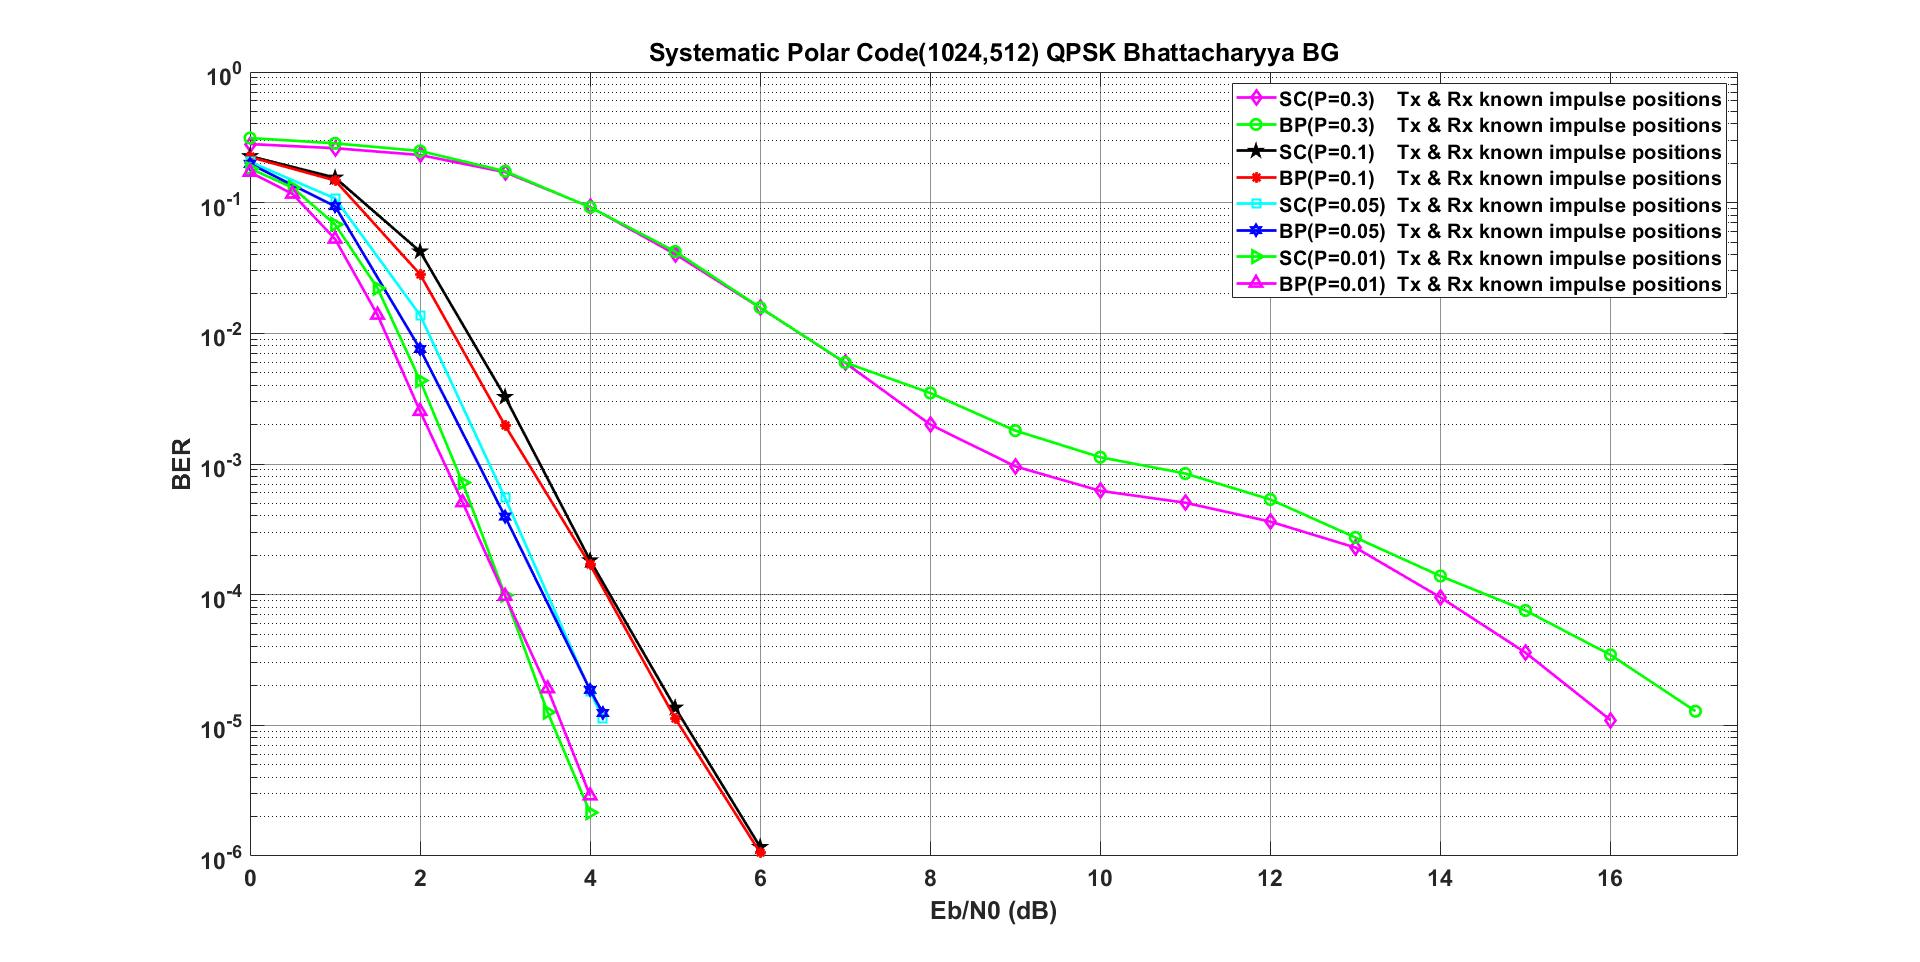 Systematic Polar Code(1024,512) QPSK Bhattacharyya BG
SC(P=0.3) Tx & Rx known impulse positions
BP(P=0.3) Tx & Rx known impulse positions
SC(P=0.1) Tx & Rx known impulse positions
BP(P=0.1) Tx & Rx known impulse positions
SC(P=0.05) Tx & Rx known impulse positions
BP(P=0.05) Tx & Rx known impulse positions
SC(P=0.01) Tx & Rx known impulse positions
BP(P=0.01) Tx & Rx known impulse positions
BER
10^0
10^-1
10^-2
10^-3
10^-4
10^-5
10^-6
0 2 4 6 8 10 12 14 16
Eb/N0 (dB)